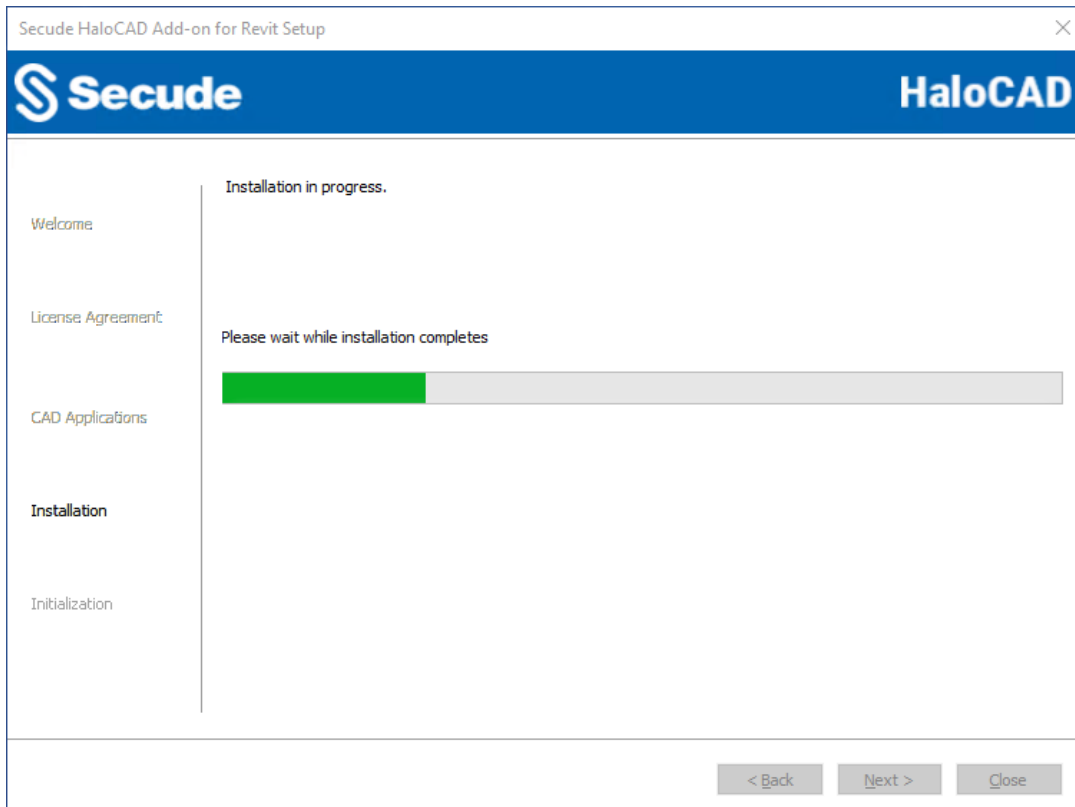 Secude HaloCAD Add-on for Revit Setup
Secude
HaloCAD
Welcome
License Agreement
CAD Applications
Installation
Initialization
Installation in progress.
Please wait while installation completes
< Back
Next >
Close